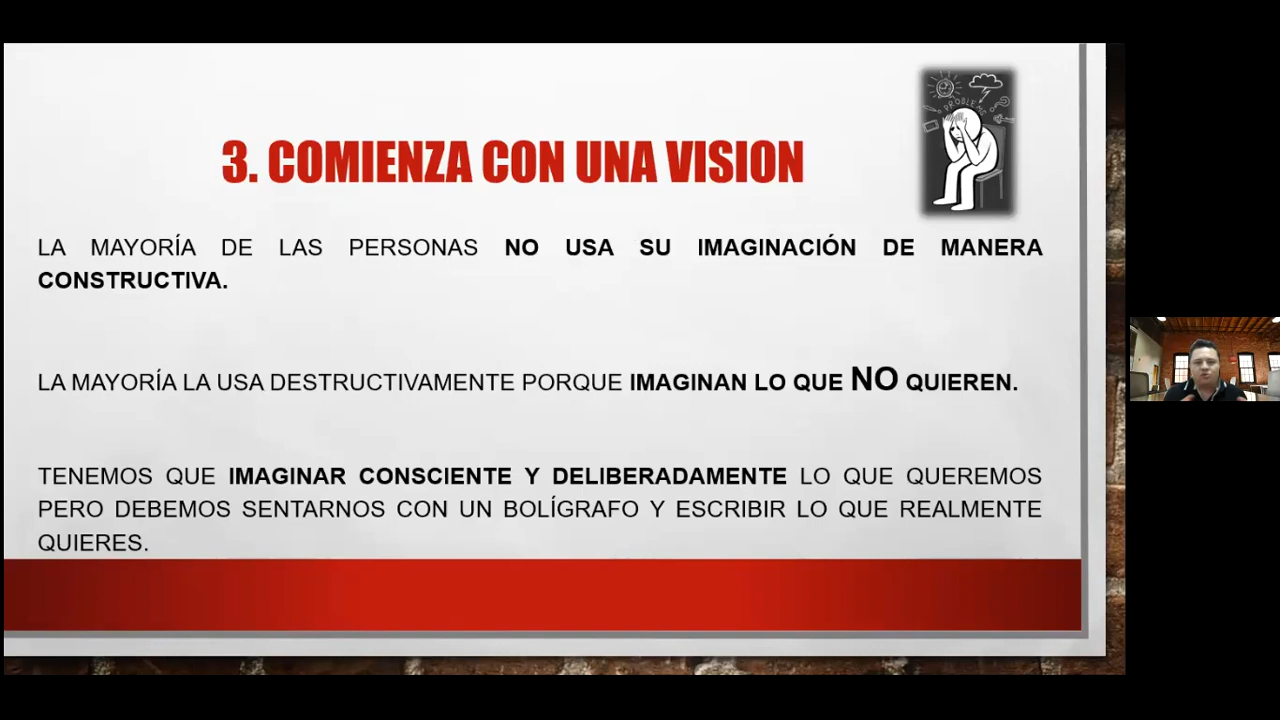 PROBLEMS
3. COMIENZA CON UNA VISION
LA MAYORÍA DE LAS PERSONAS NO USA SU IMAGINACIÓN DE MANERA
CONSTRUCTIVA.
LA MAYORÍA LA USA DESTRUCTIVAMENTE PORQUE IMAGINAN LO QUE NO QUIEREN.
TENEMOS QUE IMAGINAR CONSCIENTE Y DELIBERADAMENTE LO QUE QUEREMOS
PERO DEBEMOS SENTARNOS CON UN BOLÍGRAFO Y ESCRIBIR LO QUE REALMENTE
QUIERES.